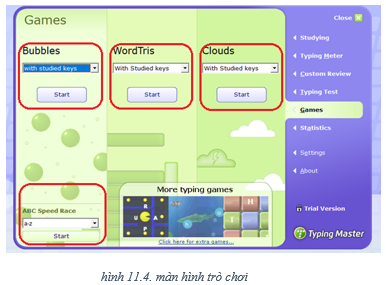 Games
Close
Bubbles
with studied keys
Start
WordTris
With Studied keys
Start
Clouds
With Studied keys
Start
ABC Speed Race
a-z
Start
More typing games
B
U A
P
T
H
I
Click here for extra games...
Studying
Typing Meter
Custom Review
Typing Test
Games
Statistics
Settings
About
Trial Version
Typing Master
hình 11.4. màn hình trò chơi